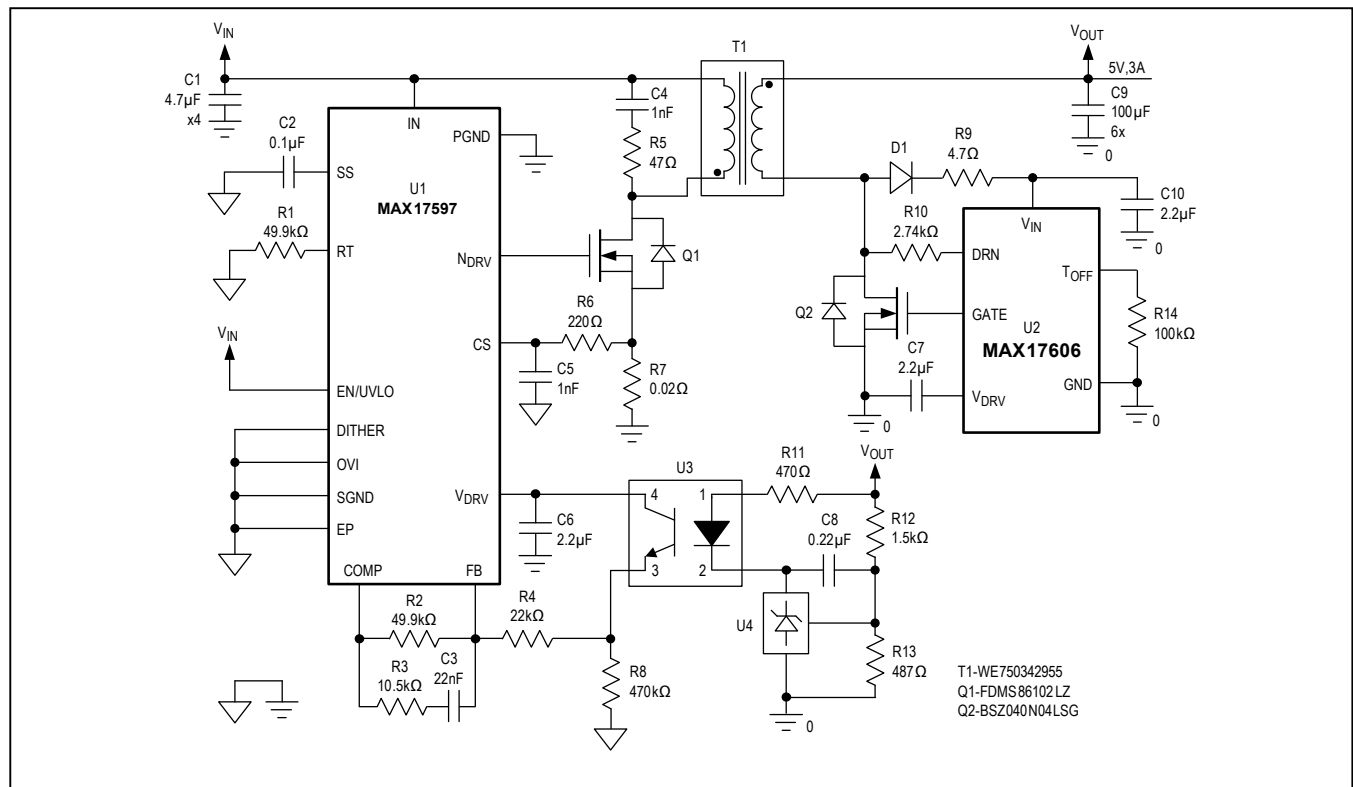 VIN
T1
VOUT
5V,3A
C1
4.7µF
x4
C4
1nF
C9
100µF
6x
0
R5
47Ω
C2
0.1µF
IN
PGND
SS
U1
MAX17597
D1
R9
4.7Ω
C10
2.2µF
0
R1
49.9kΩ
RT
NDRV
Q1
R10
2.74kΩ
VIN
DRN
TOFF
R14
100kΩ
Q2
GATE
U2
MAX17606
R6
220Ω
CS
C5
1nF
R7
0.02Ω
C7
2.2µF
VDRV
GND
0
0
VIN
EN/UVLO
DITHER
OVI
SGND
EP
VDRV
C6
2.2µF
U3
4
1
3
2
R11
470Ω
VOUT
C8
0.22µF
R12
1.5kΩ
U4
R13
487Ω
0
COMP
FB
R2
49.9kΩ
R3
10.5kΩ
C3
22nF
R4
22kΩ
R8
470kΩ
T1-WE750342955
Q1-FDMS86102LZ
Q2-BSZ040N04LSG